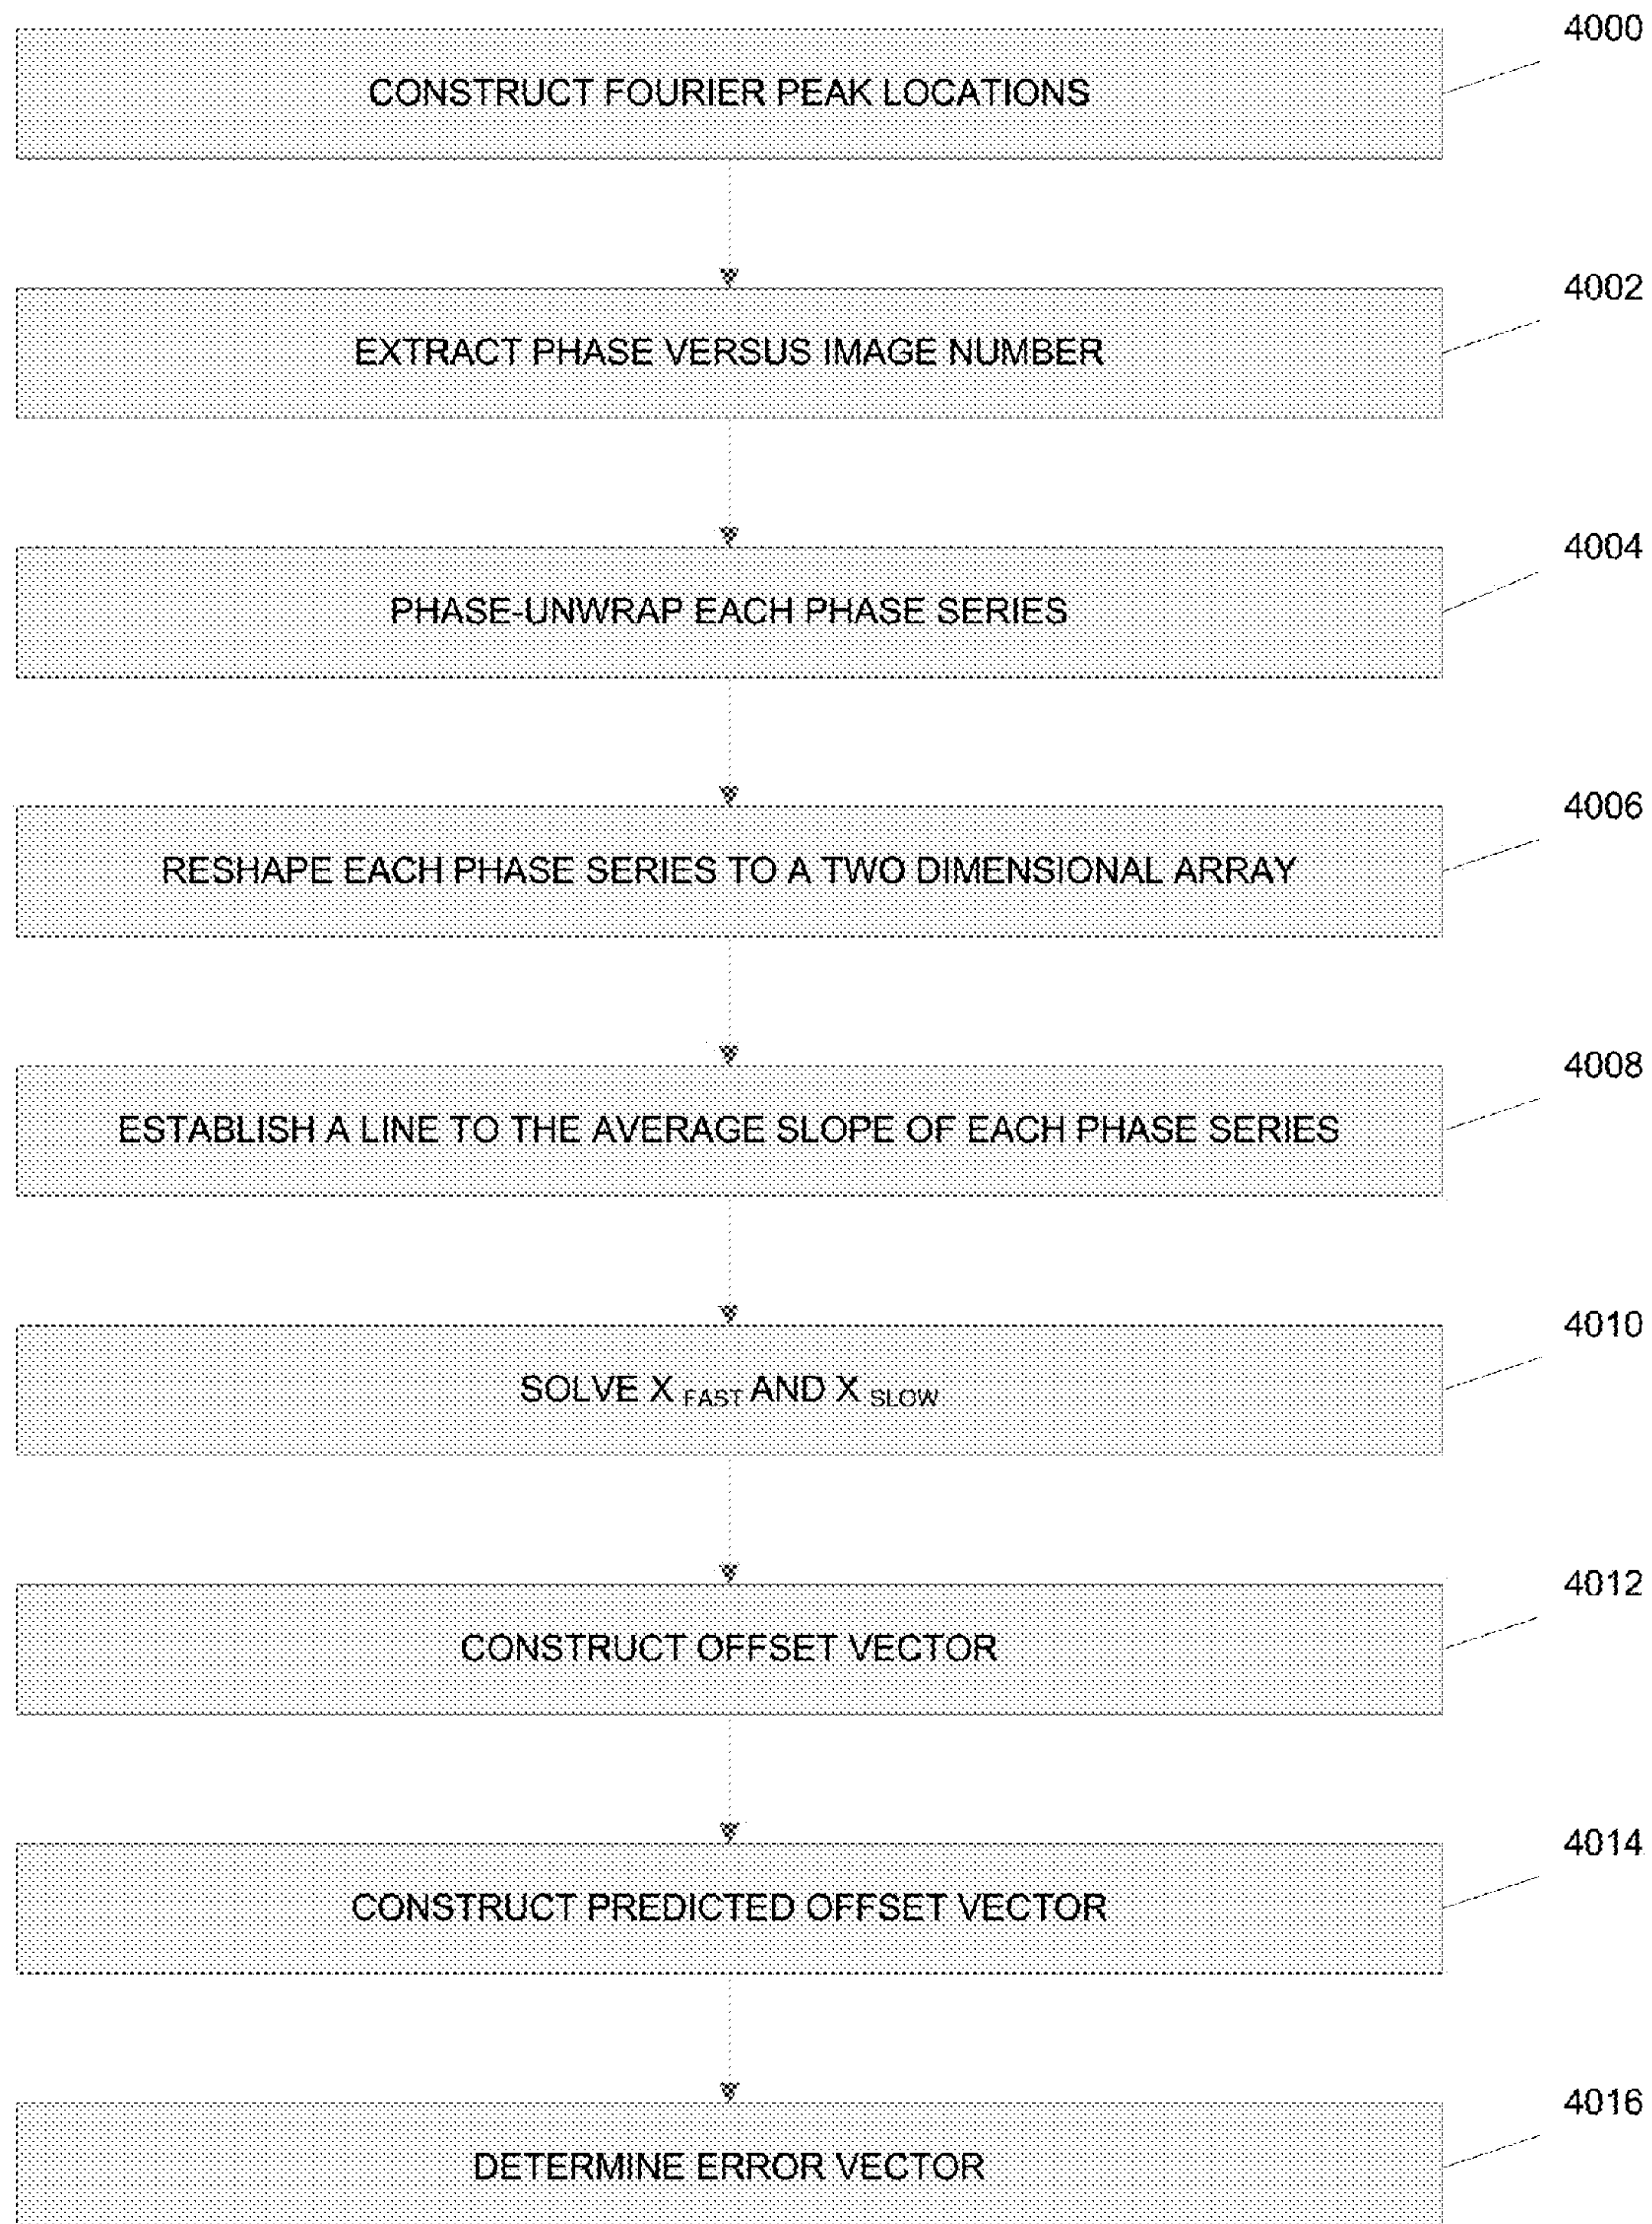 4000
CONSTRUCT FOURIER PEAK LOCATIONS
4002
EXTRACT PHASE VERSUS IMAGE NUMBER
4004
PHASE-UNWRAP EACH PHASE SERIES
4006
RESHAPE EACH PHASE SERIES TO A TWO DIMENSIONAL ARRAY
4008
ESTABLISH A LINE TO THE AVERAGE SLOPE OF EACH PHASE SERIES
4010
SOLVE X FAST AND X SLOW
4012
CONSTRUCT OFFSET VECTOR
4014
CONSTRUCT PREDICTED OFFSET VECTOR
4016
DETERMINE ERROR VECTOR